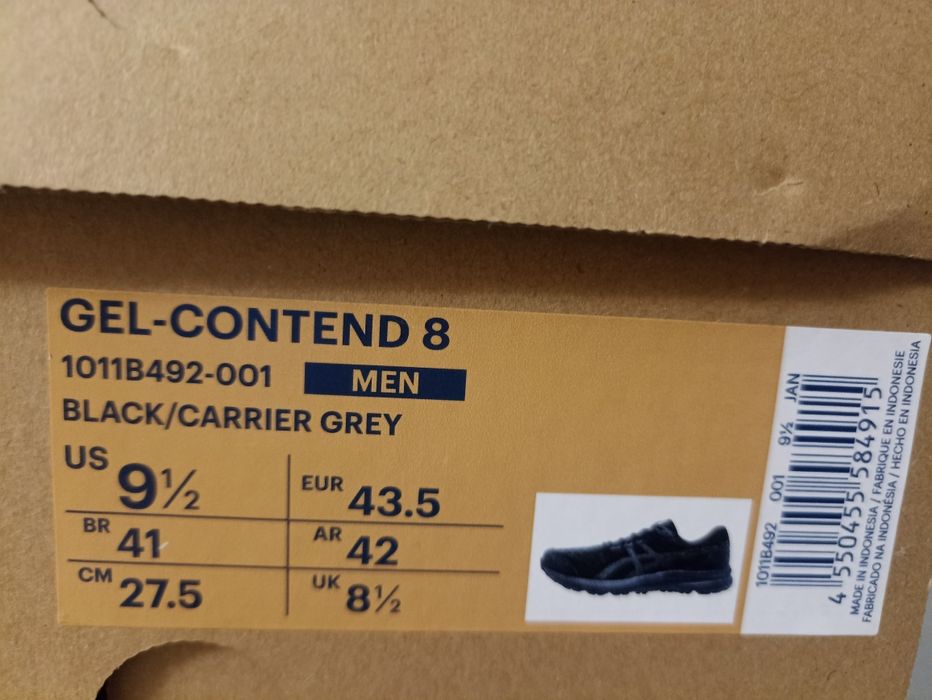 GEL-CONTEND 8
1011B492-001 MEN
BLACK/CARRIER GREY
US 9½ EUR 43.5
BR 41 AR 42
CM 27.5 UK 8½
1011B492 001 9½ JAN
4 550455 584915
MADE IN INDONESIA / FABRIQUE EN INDONESIE
FABRICADO NA INDONÉSIA / HECHO EN INDONESIA